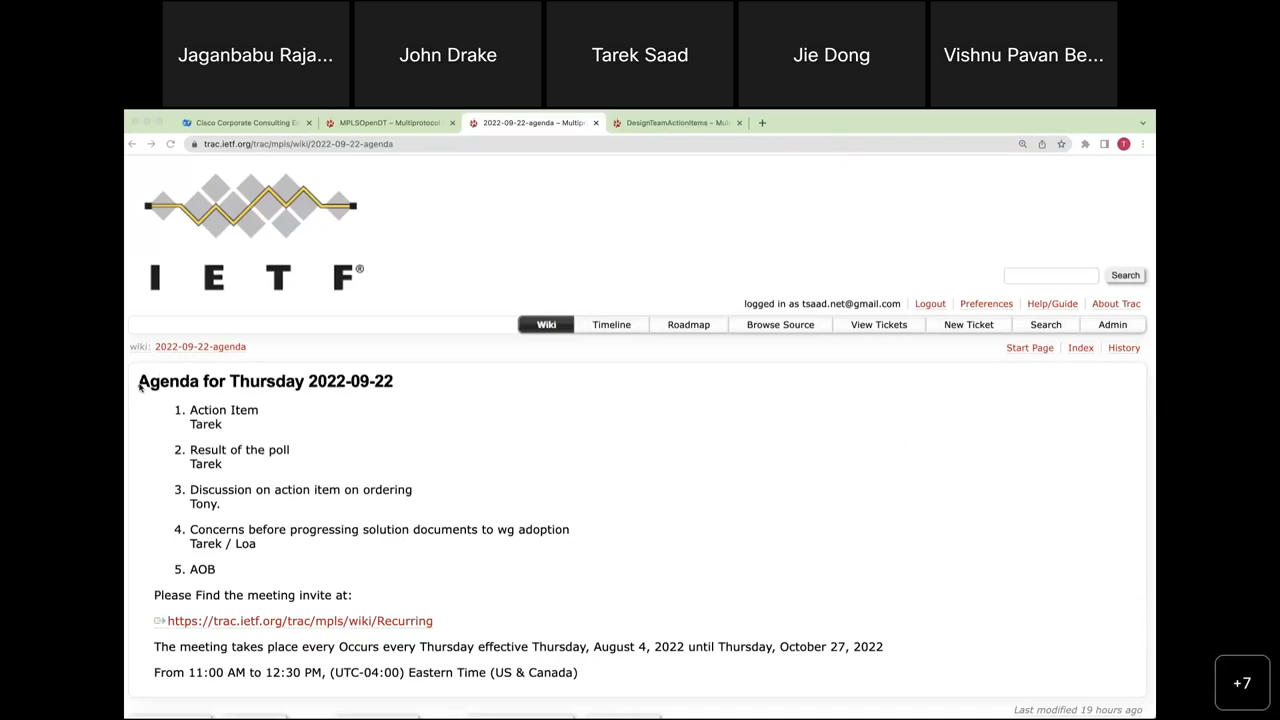 Jaganbabu Raja...
John Drake
Tarek Saad
Jie Dong
Vishnu Pavan Be...
Cisco Corporate Consulting E
MPLSOpenDT – Multiprotocol
2022-09-22-agenda – Multip
DesignTeamActionItems – Mul
trac.ietf.org/trac/mpls/wiki/2022-09-22-agenda
T
I E T F®
Search
logged in as tsaad.net@gmail.com
Logout
Preferences
Help/Guide
About Trac
Wiki
Timeline
Roadmap
Browse Source
View Tickets
New Ticket
Search
Admin
wiki: 2022-09-22-agenda
Start Page
Index
History
Agenda for Thursday 2022-09-22
1. Action Item
Tarek
2. Result of the poll
Tarek
3. Discussion on action item on ordering
Tony.
4. Concerns before progressing solution documents to wg adoption
Tarek / Loa
5. AOB
Please Find the meeting invite at:
https://trac.ietf.org/trac/mpls/wiki/Recurring
The meeting takes place every Occurs every Thursday effective Thursday, August 4, 2022 until Thursday, October 27, 2022
From 11:00 AM to 12:30 PM, (UTC-04:00) Eastern Time (US & Canada)
+7
Last modified 19 hours ago